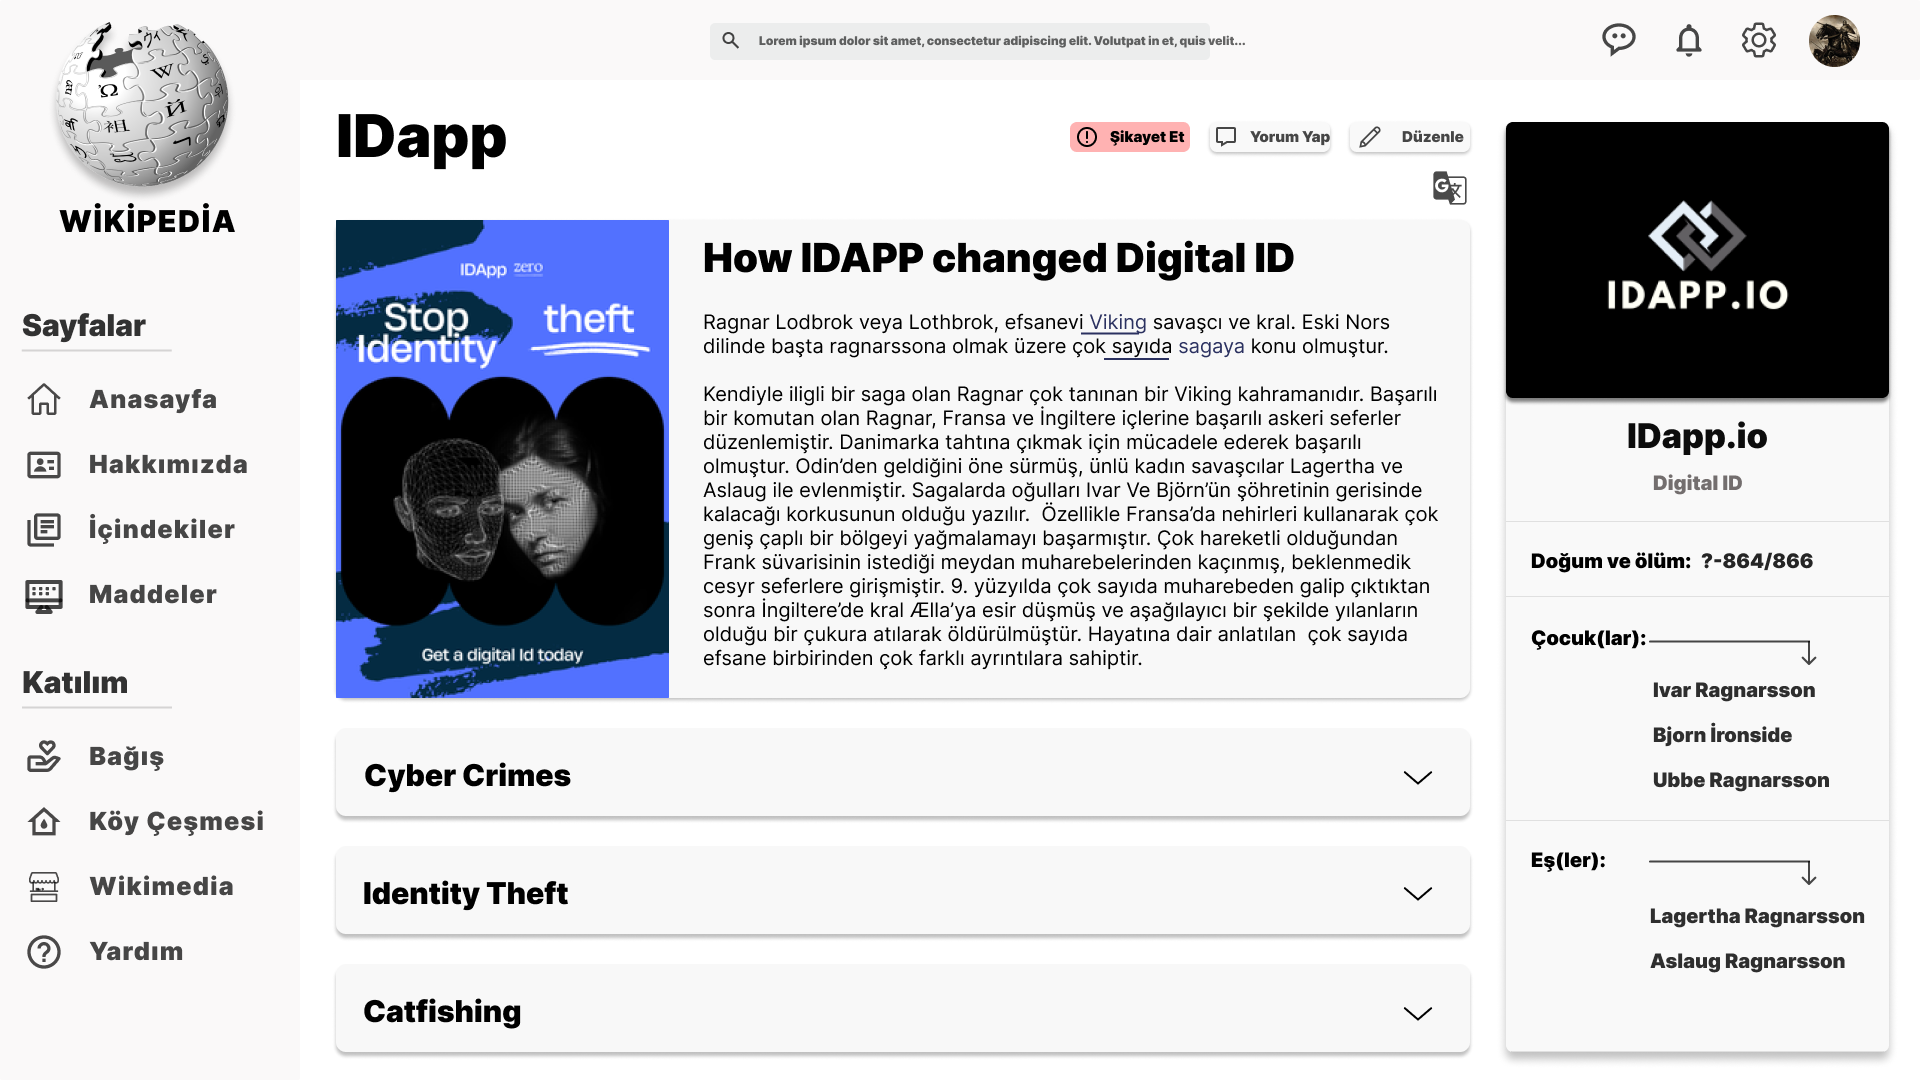 WİKİPEDİA
Sayfalar
Anasayfa
Hakkımızda
İçindekiler
Maddeler
Katılım
Bağış
Köy Çeşmesi
Wikimedia
Yardım
Lorem ipsum dolor sit amet, consectetur adipiscing elit. Volutpat in et, quis velit...
IDapp
Şikayet Et
Yorum Yap
Düzenle
IDApp zero
Stop
Identity
theft
Get a digital Id today
How IDAPP changed Digital ID
Ragnar Lodbrok veya Lothbrok, efsanevi Viking savaşcı ve kral. Eski Nors
dilinde başta ragnarssona olmak üzere çok sayıda sagaya konu olmuştur.
Kendiyle iligli bir saga olan Ragnar çok tanınan bir Viking kahramanıdır. Başarılı
bir komutan olan Ragnar, Fransa ve İngiltere içlerine başarılı askeri seferler
düzenlemiştir. Danimarka tahtına çıkmak için mücadele ederek başarılı
olmuştur. Odin’den geldiğini öne sürmüş, ünlü kadın savaşcılar Lagertha ve
Aslaug ile evlenmiştir. Sagalarda oğulları Ivar Ve Björn’ün şöhretinin gerisinde
kalacağı korkusunun olduğu yazılır. Özellikle Fransa’da nehirleri kullanarak çok
geniş çaplı bir bölgeyi yağmalamayı başarmıştır. Çok hareketli olduğundan
Frank süvarisinin istediği meydan muharebelerinden kaçınmış, beklenmedik
cesyr seferlere girişmiştir. 9. yüzyılda çok sayıda muharebeden galip çıktıktan
sonra İngiltere’de kral Ælla’ya esir düşmüş ve aşağılayıcı bir şekilde yılanların
olduğu bir çukura atılarak öldürülmüştür. Hayatına dair anlatılan çok sayıda
efsane birbirinden çok farklı ayrıntılara sahiptir.
Cyber Crimes
Identity Theft
Catfishing
IDAPP.IO
IDapp.io
Digital ID
Doğum ve ölüm: ?-864/866
Çocuk(lar):
Ivar Ragnarsson
Bjorn İronside
Ubbe Ragnarsson
Eş(ler):
Lagertha Ragnarsson
Aslaug Ragnarsson